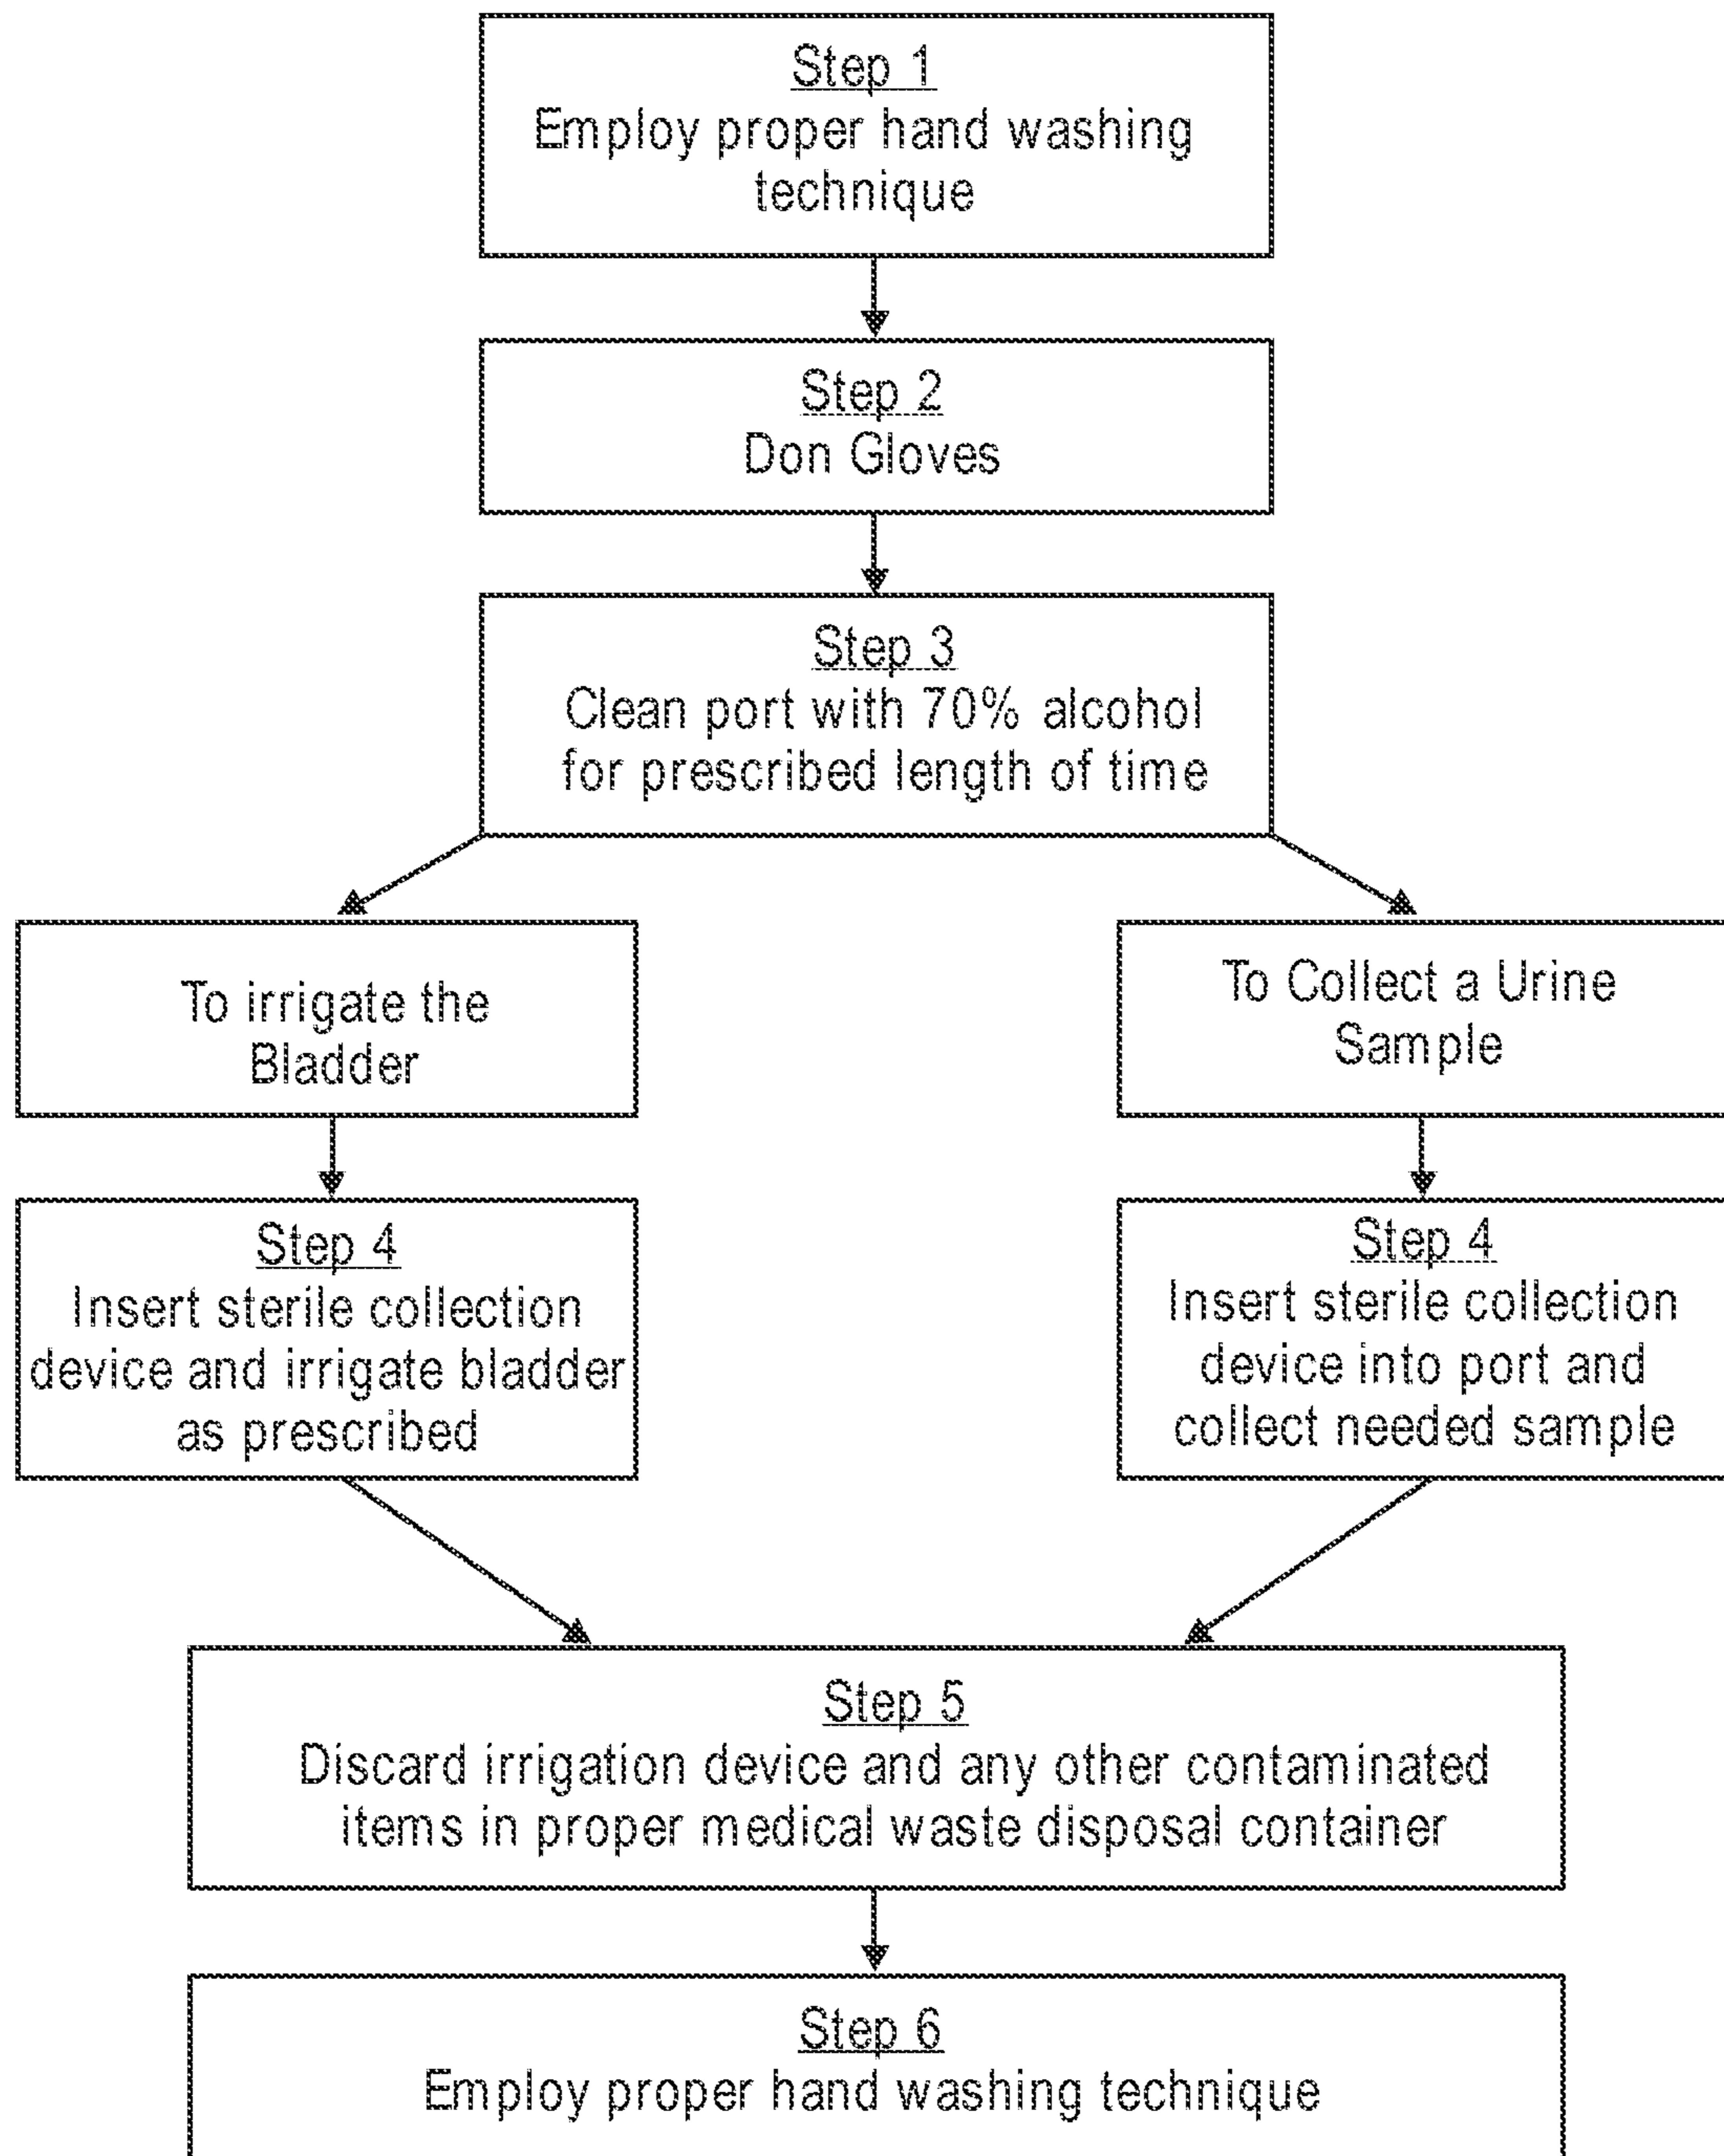 Step 1
Employ proper hand washing
technique
Step 2
Don Gloves
Step 3
Clean port with 70% alcohol
for prescribed length of time
To irrigate the
Bladder
To Collect a Urine
Sample
Step 4
Insert sterile collection
device and irrigate bladder
as prescribed
Step 4
Insert sterile collection
device into port and
collect needed sample
Step 5
Discard irrigation device and any other contaminated
items in proper medical waste disposal container
Step 6
Employ proper hand washing technique